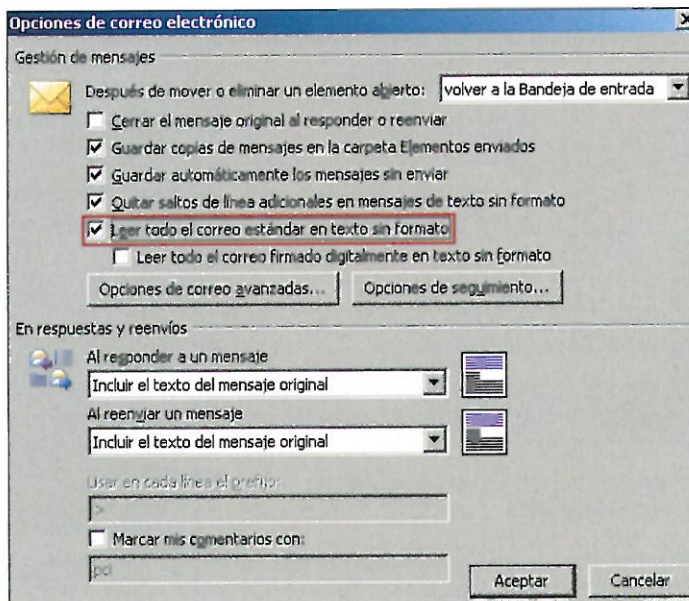 Opciones de correo electrónico
Gestión de mensajes
Después de mover o eliminar un elemento abierto: volver a la Bandeja de entrada
Cerrar el mensaje original al responder o reenviar
Guardar copias de mensajes en la carpeta Elementos enviados
Guardar automáticamente los mensajes sin enviar
Quitar saltos de línea adicionales en mensajes de texto sin formato
Leer todo el correo estándar en texto sin formato
Leer todo el correo firmado digitalmente en texto sin formato
Opciones de correo avanzadas... Opciones de seguimiento...
En respuestas y reenvíos
Al responder a un mensaje
Incluir el texto del mensaje original
Al reenviar un mensaje
Incluir el texto del mensaje original
Usar en cada línea el prefijo:
>
Marcar mis comentarios con:
pci
Aceptar Cancelar